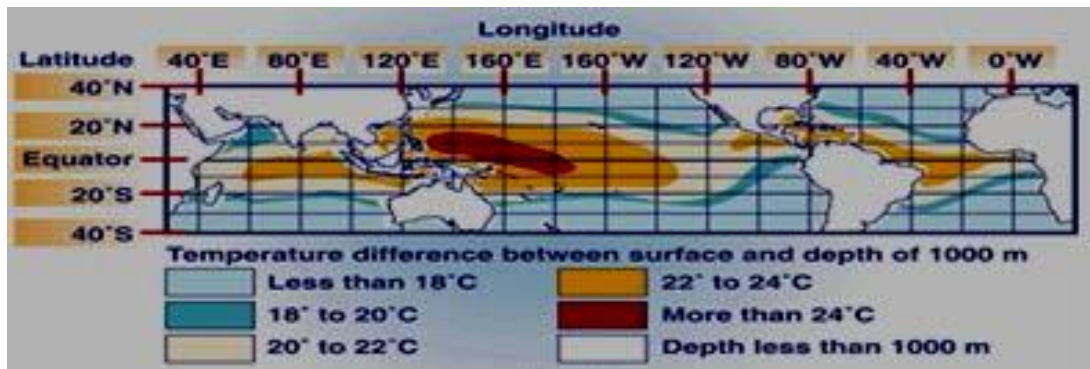 Longitude
Latitude 40°E 80°E 120°E 160°E 160°W 120°W 80°W 40°W 0°W
40°N
20°N
Equator
20°S
40°S
Temperature difference between surface and depth of 1000 m
Less than 18°C 22° to 24°C
18° to 20°C More than 24°C
20° to 22°C Depth less than 1000 m